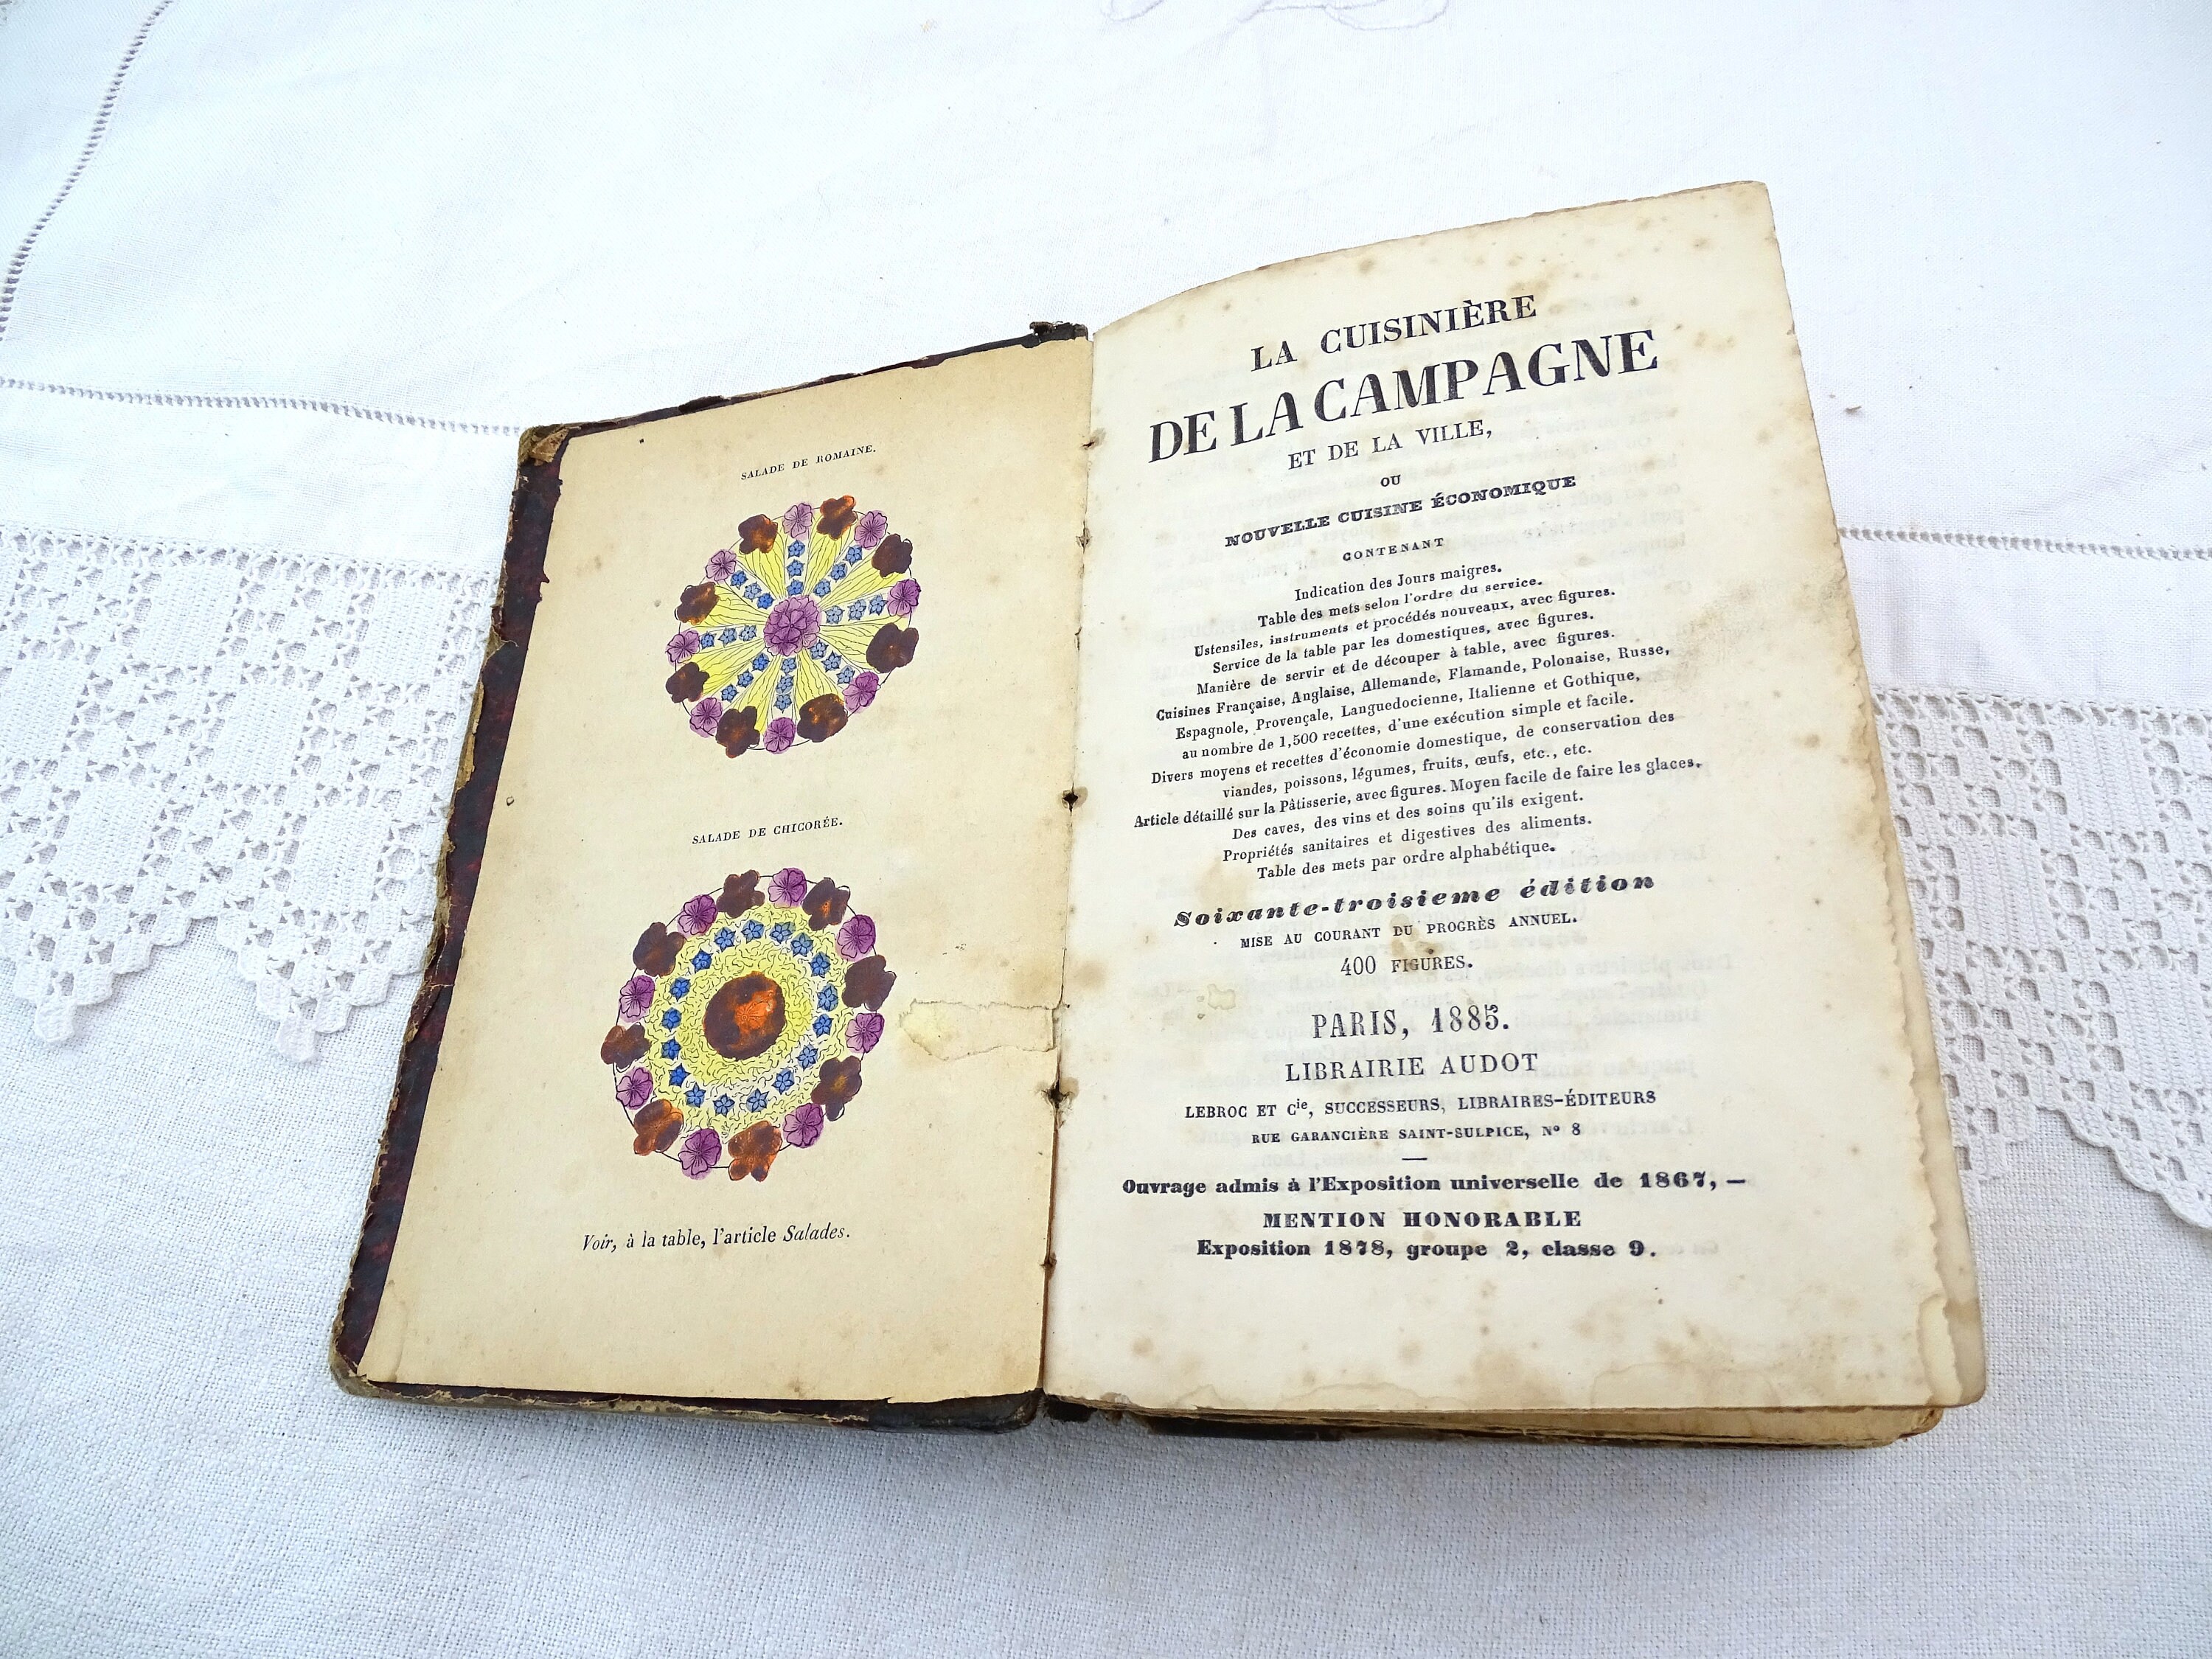 SALADE DE ROMAINE.
SALADE DE CHICORÉE.
Voir, à la table, l'article Salades.
LA CUISINIÈRE
DE LA CAMPAGNE
ET DE LA VILLE,
OU
NOUVELLE CUISINE ÉCONOMIQUE
CONTENANT
Indication des Jours maigres.
Table des mets selon l'ordre du service.
Ustensiles, instruments et procédés nouveaux, avec figures.
Service de la table par les domestiques, avec figures.
Manière de servir et de découper à table, avec figures.
Cuisines Française, Anglaise, Allemande, Flamande, Polonaise, Russe,
Espagnole, Provençale, Languedocienne, Italienne et Gothique,
au nombre de 1,500 recettes, d'une exécution simple et facile.
Divers moyens et recettes d'économie domestique, de conservation des
viandes, poissons, légumes, fruits, œufs, etc., etc.
Article détaillé sur la Pâtisserie, avec figures. Moyen facile de faire les glaces.
Des caves, des vins et des soins qu'ils exigent.
Propriétés sanitaires et digestives des aliments.
Table des mets par ordre alphabétique.
Soixante-troisieme édition
MISE AU COURANT DU PROGRÈS ANNUEL.
400 FIGURES.
PARIS, 1885.
LIBRAIRIE AUDOT
LEBROC ET Cie, SUCCESSEURS, LIBRAIRES-ÉDITEURS
RUE GARANCIÈRE SAINT-SULPICE, No 8
Ouvrage admis à l'Exposition universelle de 1867, —
MENTION HONORABLE
Exposition 1878, groupe 2, classe 9.